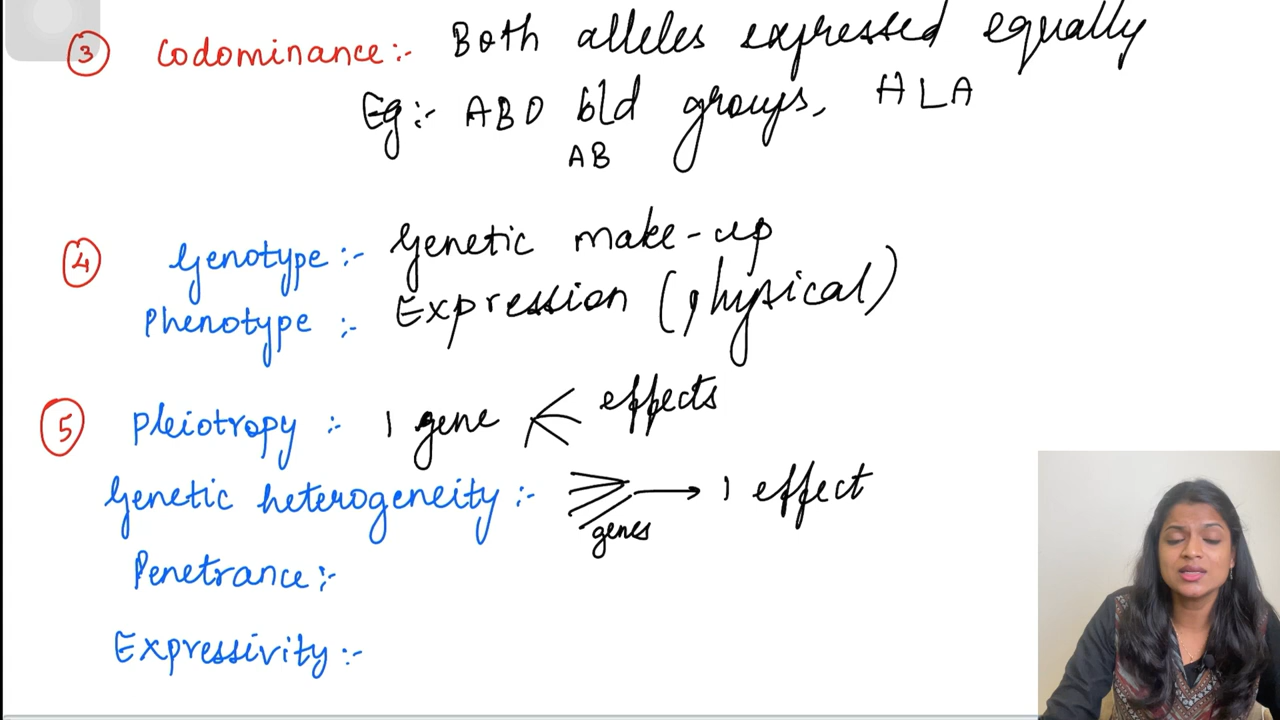 ③ Codominance:- Both alleles expressed equally
Eg:- ABO bld groups, HLA
AB
④ Genotype:- Genetic make-up
Phenotype:- Expression (physical)
⑤ Pleiotropy:- 1 gene effects
Genetic heterogeneity:- → 1 effect
genes
Penetrance:-
Expressivity:-